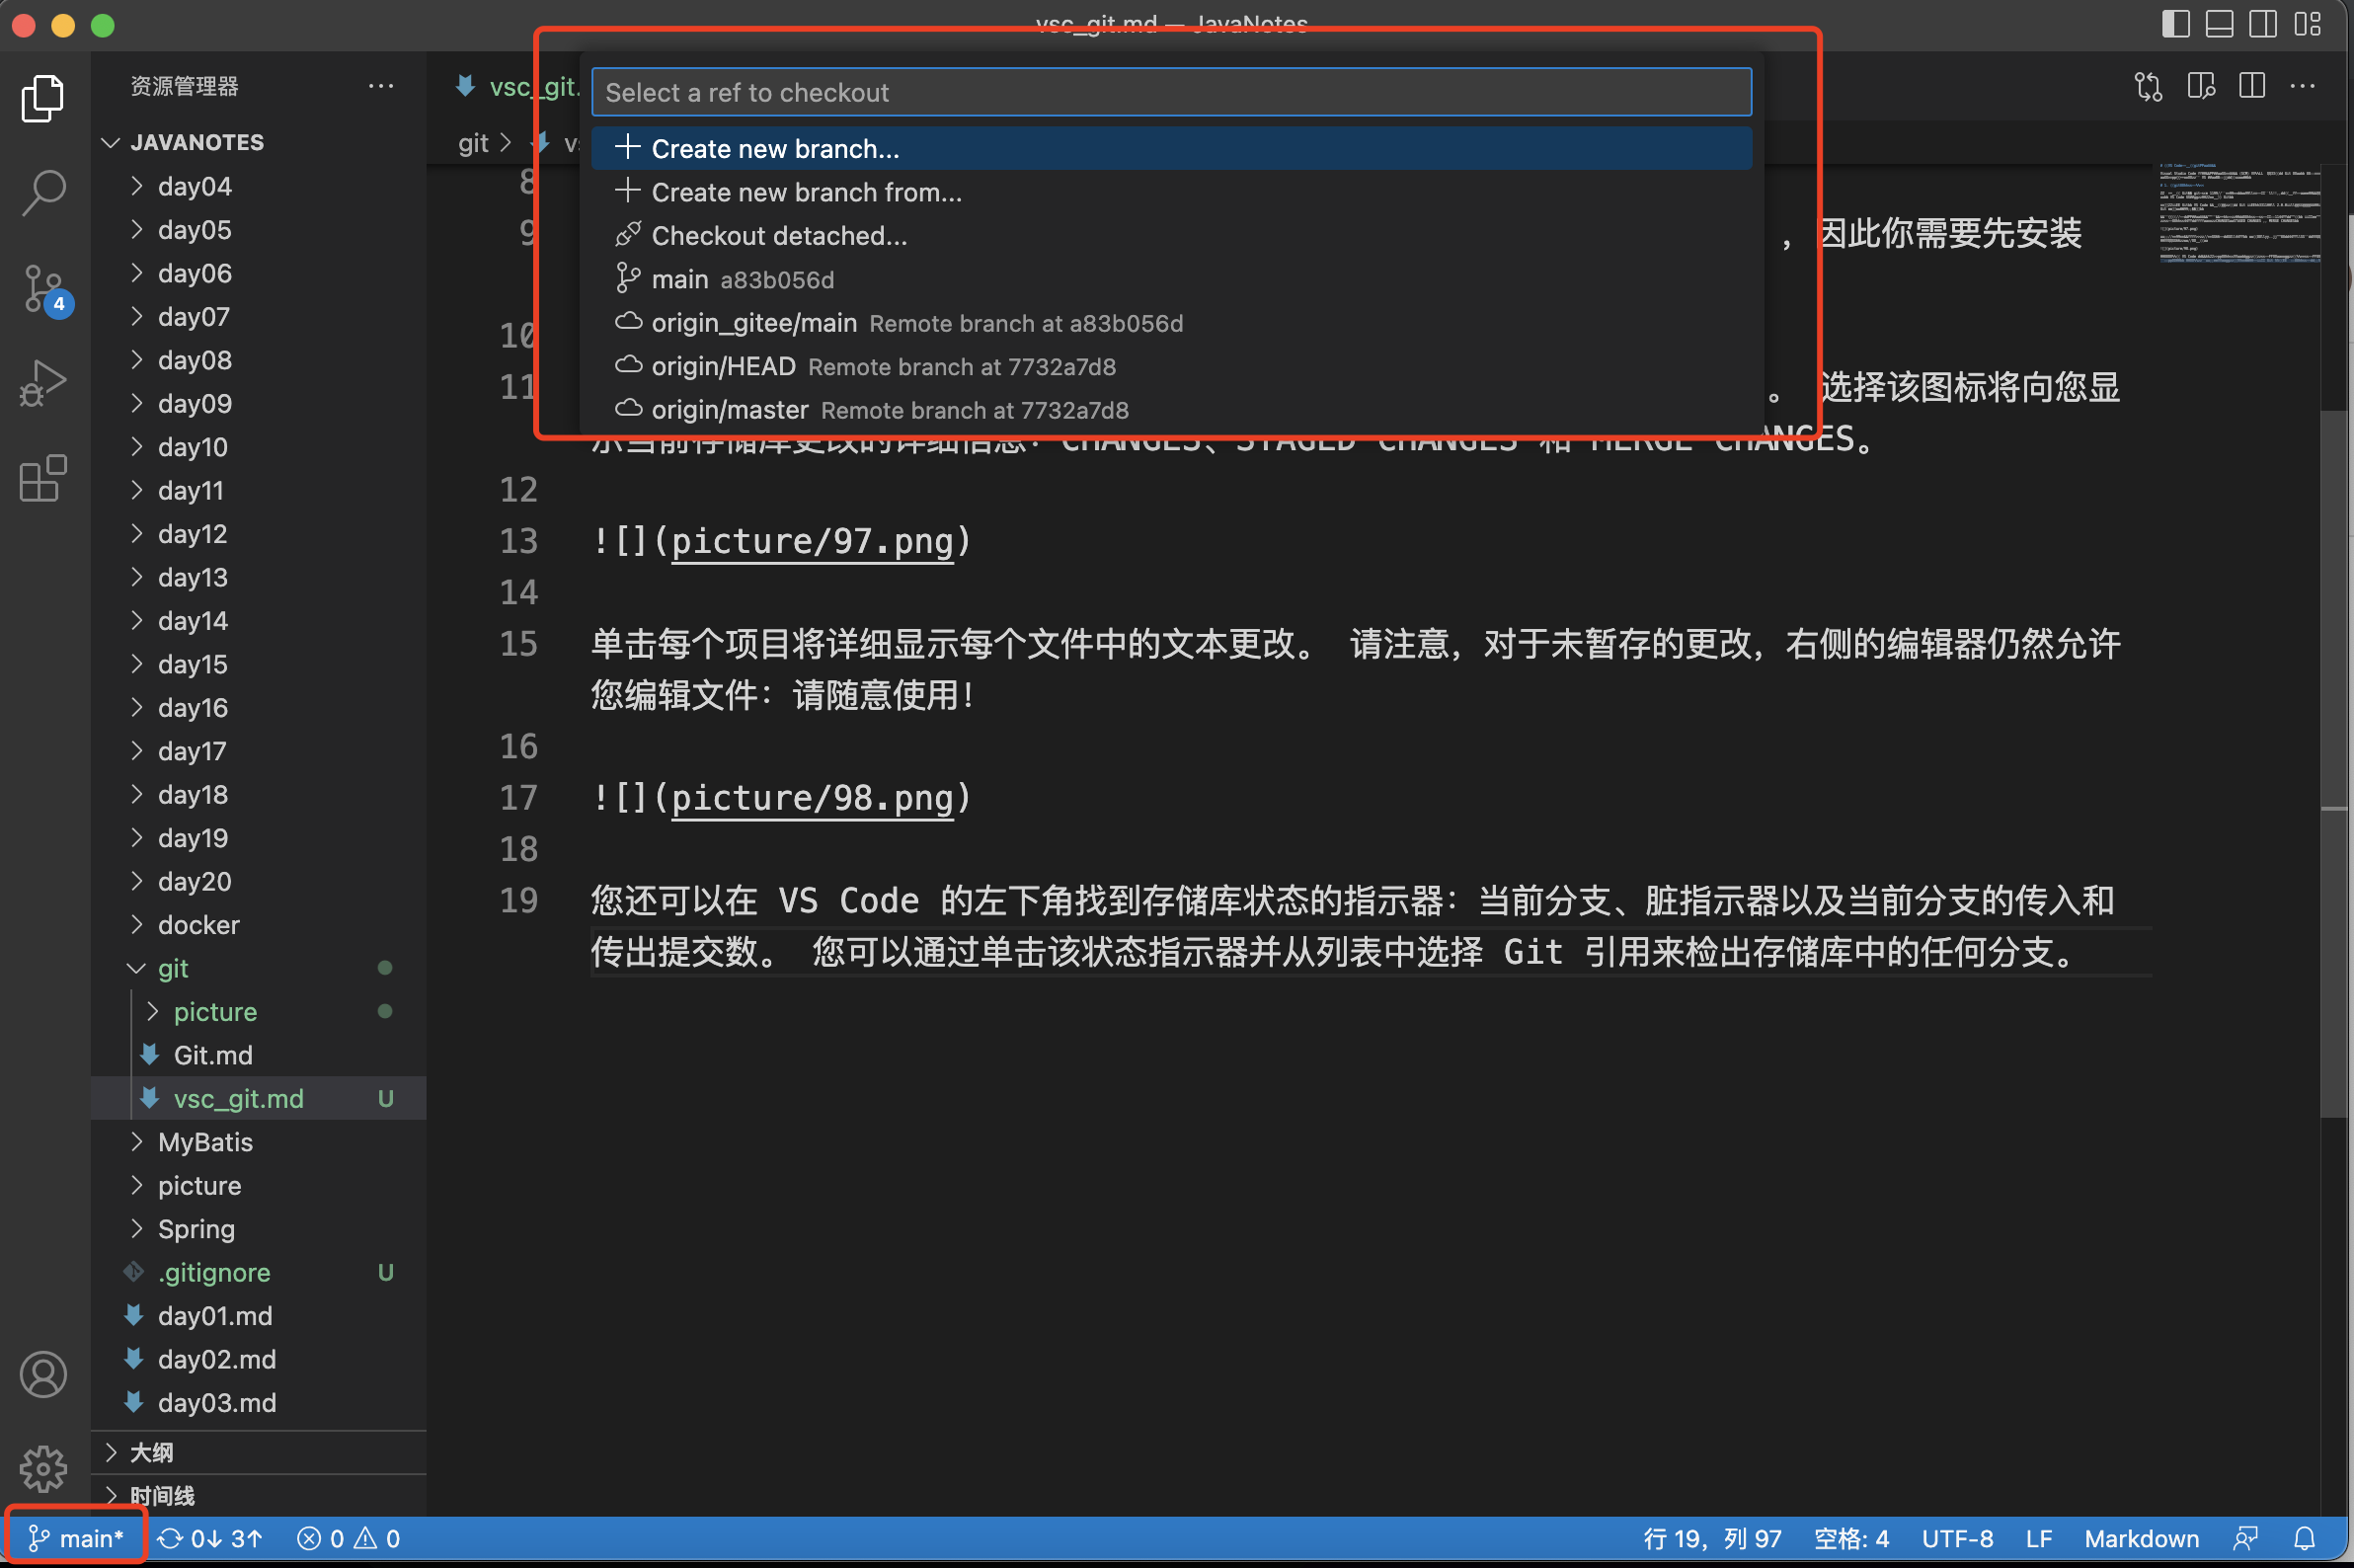 vsc_git.md — JavaNotes
资源管理器
JAVANOTES
day04
day05
day06
day07
day08
day09
day10
day11
day12
day13
day14
day15
day16
day17
day18
day19
day20
docker
git
picture
Git.md
vsc_git.md U
MyBatis
picture
Spring
.gitignore U
day01.md
day02.md
day03.md
大纲
时间线
4
vsc_git.
git
Select a ref to checkout
Create new branch...
Create new branch from...
Checkout detached...
main a83b056d
origin_gitee/main Remote branch at a83b056d
origin/HEAD Remote branch at 7732a7d8
origin/master Remote branch at 7732a7d8
8
9 ，因此你需要先安装
10
11 。 选择该图标将向您显
示当前存储库更改的详细信息：CHANGES、STAGED CHANGES 和 MERGE CHANGES。
12
13 ![](picture/97.png)
14
15 单击每个项目将详细显示每个文件中的文本更改。 请注意，对于未暂存的更改，右侧的编辑器仍然允许
您编辑文件：请随意使用！
16
17 ![](picture/98.png)
18
19 您还可以在 VS Code 的左下角找到存储库状态的指示器：当前分支、脏指示器以及当前分支的传入和
传出提交数。 您可以通过单击该状态指示器并从列表中选择 Git 引用来检出存储库中的任何分支。
main* 0↓ 3↑ 0 0 行 19，列 97 空格: 4 UTF-8 LF Markdown